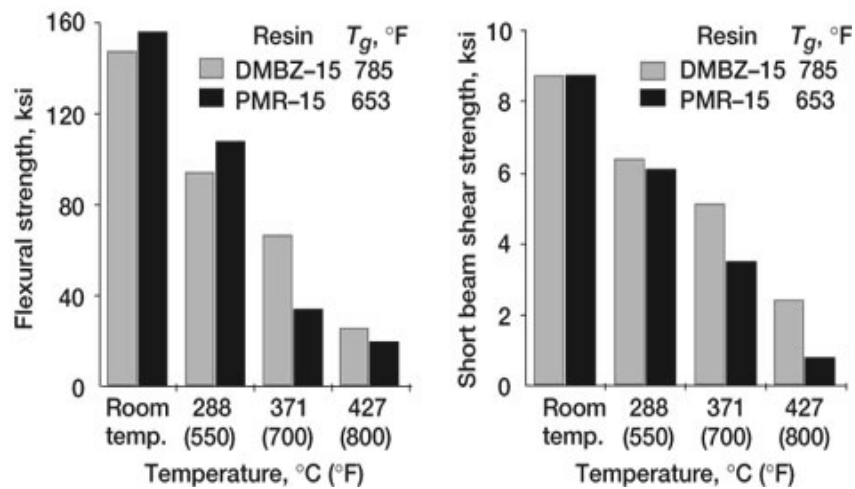 160
120
80
40
0
Flexural strength, ksi
Resin Tg, °F
DMBZ–15 785
PMR–15 653
Room temp.
288 (550)
371 (700)
427 (800)
Temperature, °C (°F)
10
8
6
4
2
0
Short beam shear strength, ksi
Resin Tg, °F
DMBZ–15 785
PMR–15 653
Room temp.
288 (550)
371 (700)
427 (800)
Temperature, °C (°F)